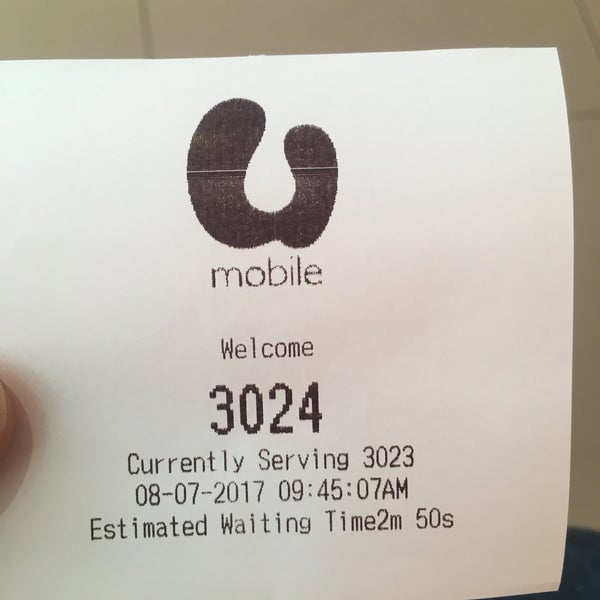 U
mobile
Welcome
3024
Currently Serving 3023
08-07-2017 09:45:07AM
Estimated Waiting Time2m 50s